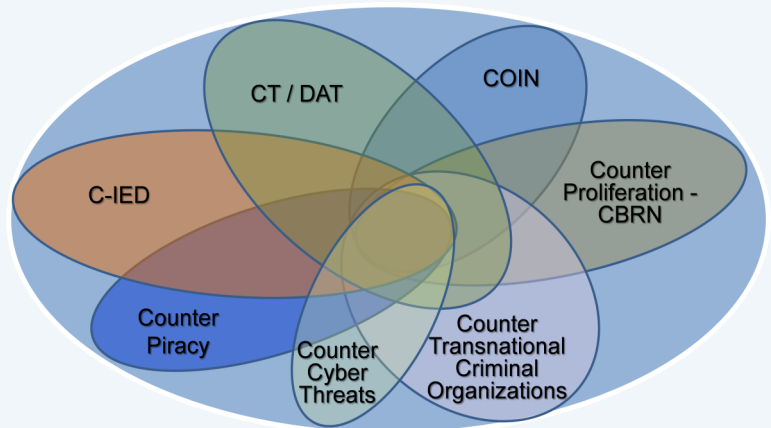 CT / DAT
COIN
C-IED
Counter
Proliferation -
CBRN
Counter
Piracy
Counter
Cyber
Threats
Counter
Transnational
Criminal
Organizations